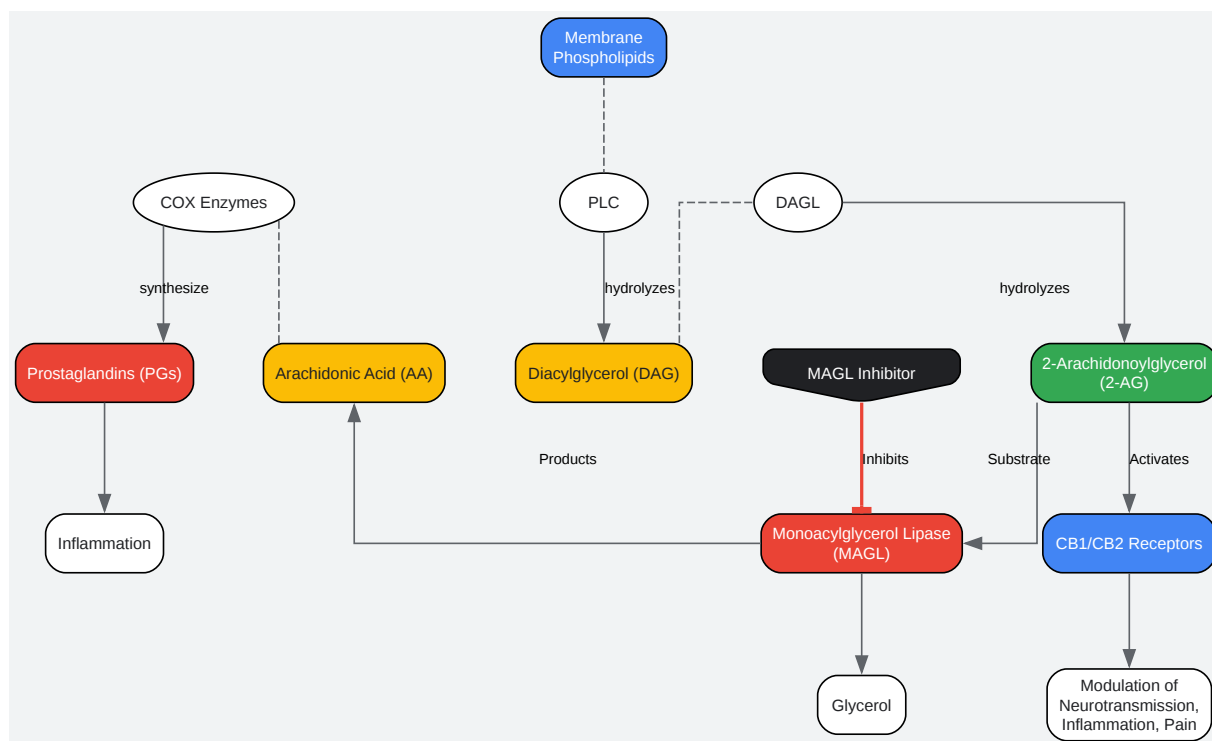 Membrane
Phospholipids
COX Enzymes
PLC
DAGL
synthesize
hydrolyzes
hydrolyzes
Prostaglandins (PGs)
Arachidonic Acid (AA)
Diacylglycerol (DAG)
MAGL Inhibitor
2-Arachidonoylglycerol
(2-AG)
Products
Inhibits
Substrate
Activates
Inflammation
Monoacylglycerol Lipase
(MAGL)
CB1/CB2 Receptors
Glycerol
Modulation of
Neurotransmission,
Inflammation, Pain